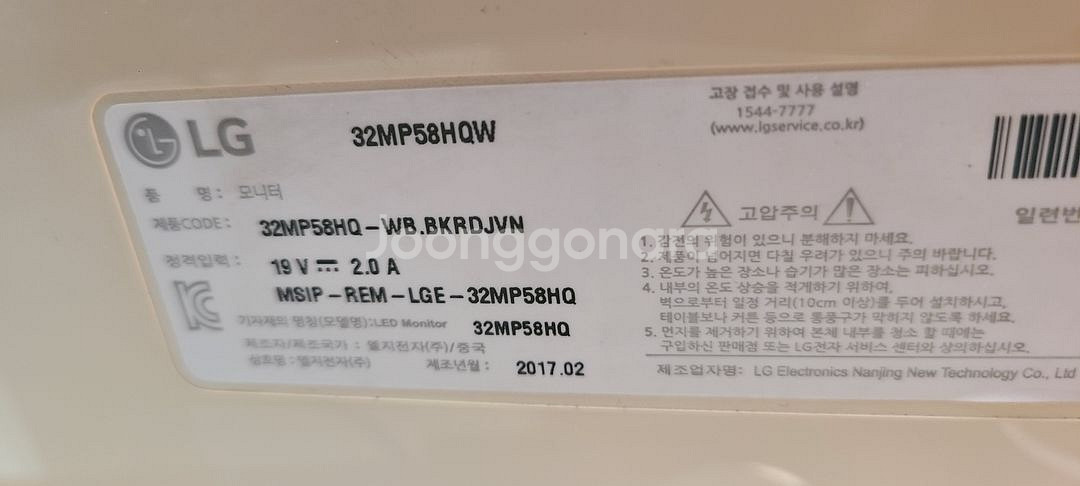 LG
32MP58HQW
품 명: 모니터
제품CODE: 32MP58HQ-WB.BKRDJVN
정격입력: 19 V 2.0 A
MSIP-REM-LGE-32MP58HQ
기자재의 명칭(모델명):LED Monitor 32MP58HQ
제조자/제조국가 : 엘지전자(주)/중국
상호명 : 엘지전자(주) 제조년월 : 2017.02
고장 접수 및 사용 설명
1544-7777
(www.lgservice.co.kr)
고압주의
1. 감전의 위험이 있으니 분해하지 마세요.
2. 제품이 넘어지면 다칠 우려가 있으니 주의 바랍니다.
3. 온도가 높은 장소나 습기가 많은 장소는 피하십시오.
4. 내부의 온도 상승을 적게하기 위하여,
벽으로부터 일정 거리(10cm 이상)를 두어 설치하시고,
테이블보나 커튼 등으로 통풍구가 막히지 않도록 하세요.
5. 먼지를 제거하기 위하여 본체 내부를 청소 할 때에는
구입하신 판매점 또는 LG전자 서비스 센터와 상의하십시오.
제조업자명: LG Electronics Nanjing New Technology Co., Ltd
일련번
Joonggonara